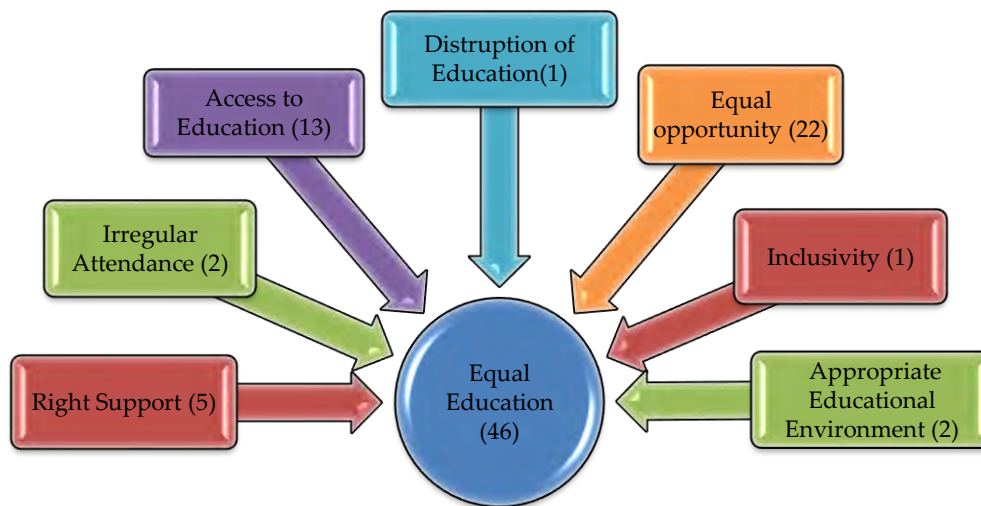 Distruption of
Education(1)
Access to
Education (13)
Equal
opportunity (22)
Irregular
Attendance (2)
Inclusivity (1)
Right Support (5)
Equal
Education
(46)
Appropriate
Educational
Environment (2)